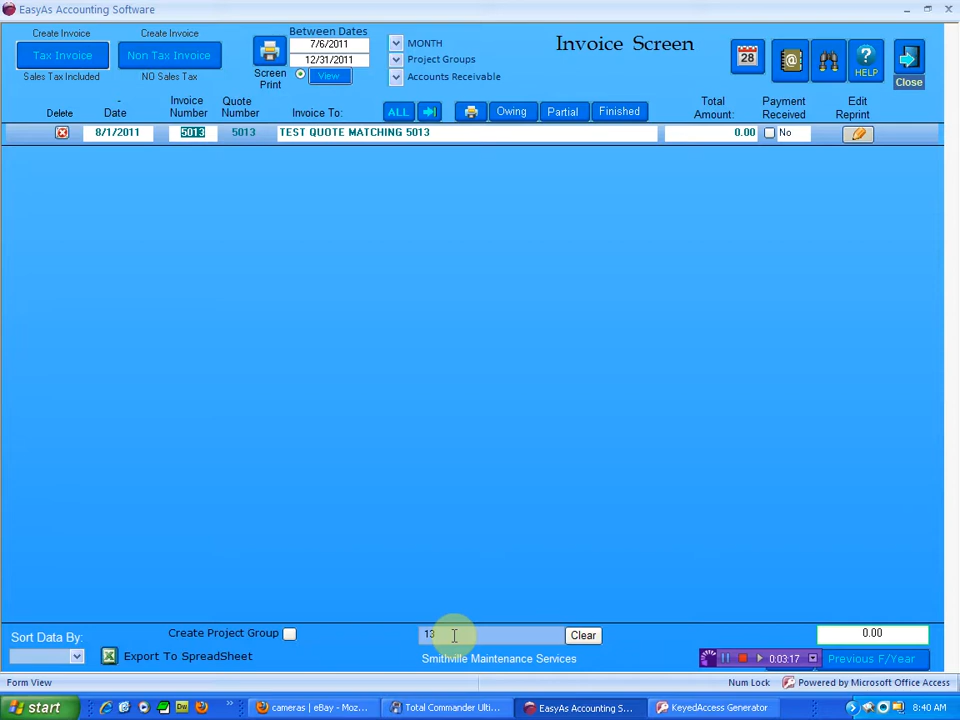 EasyAs Accounting Software
Create Invoice
Tax Invoice
Sales Tax Included
Create Invoice
Non Tax Invoice
NO Sales Tax
Screen
Print
Between Dates
7/6/2011
12/31/2011
View
MONTH
Project Groups
Accounts Receivable
Invoice Screen
28
@
HELP
Close
Delete
- Date
Invoice Number
Quote Number
Invoice To:
ALL
Owing
Partial
Finished
Total Amount:
Payment Received
Edit Reprint
8/1/2011 5013 5013 TEST QUOTE MATCHING 5013 0.00 No
Sort Data By:
Create Project Group
Export To SpreadSheet
13
Clear
Smithville Maintenance Services
0.00
0:03:17
Previous F/Year
Form View
Num Lock
Powered by Microsoft Office Access
start
Dw
cameras | eBay - Moz...
Total Commander Ulti...
EasyAs Accounting S...
KeyedAccess Generator
8:40 AM